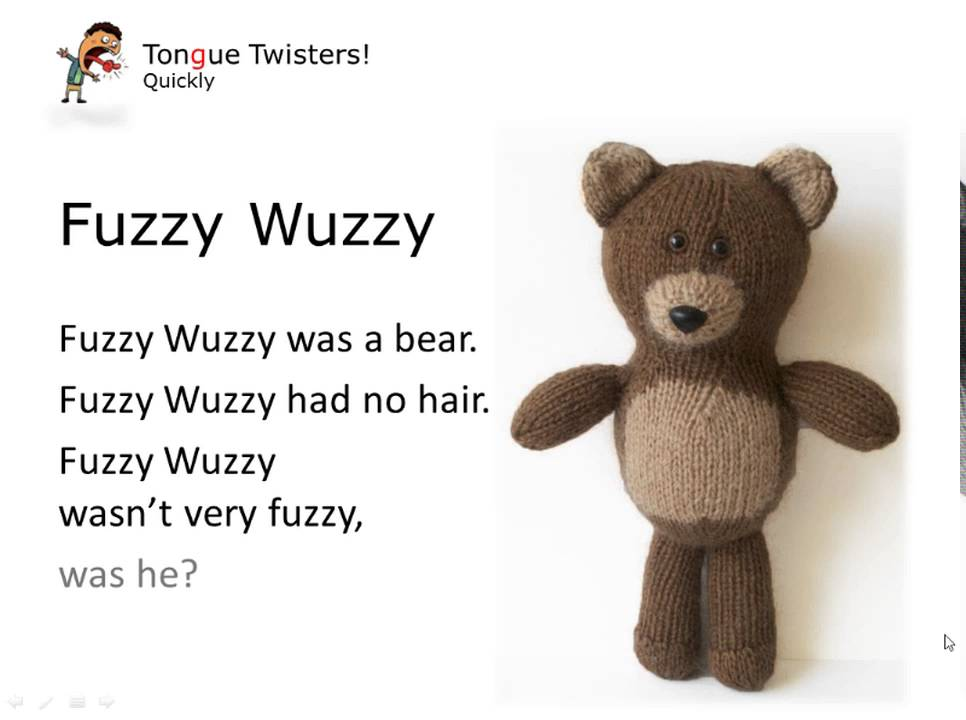 Tongue Twisters!
Quickly
Fuzzy Wuzzy
Fuzzy Wuzzy was a bear.
Fuzzy Wuzzy had no hair.
Fuzzy Wuzzy
wasn’t very fuzzy,
was he?